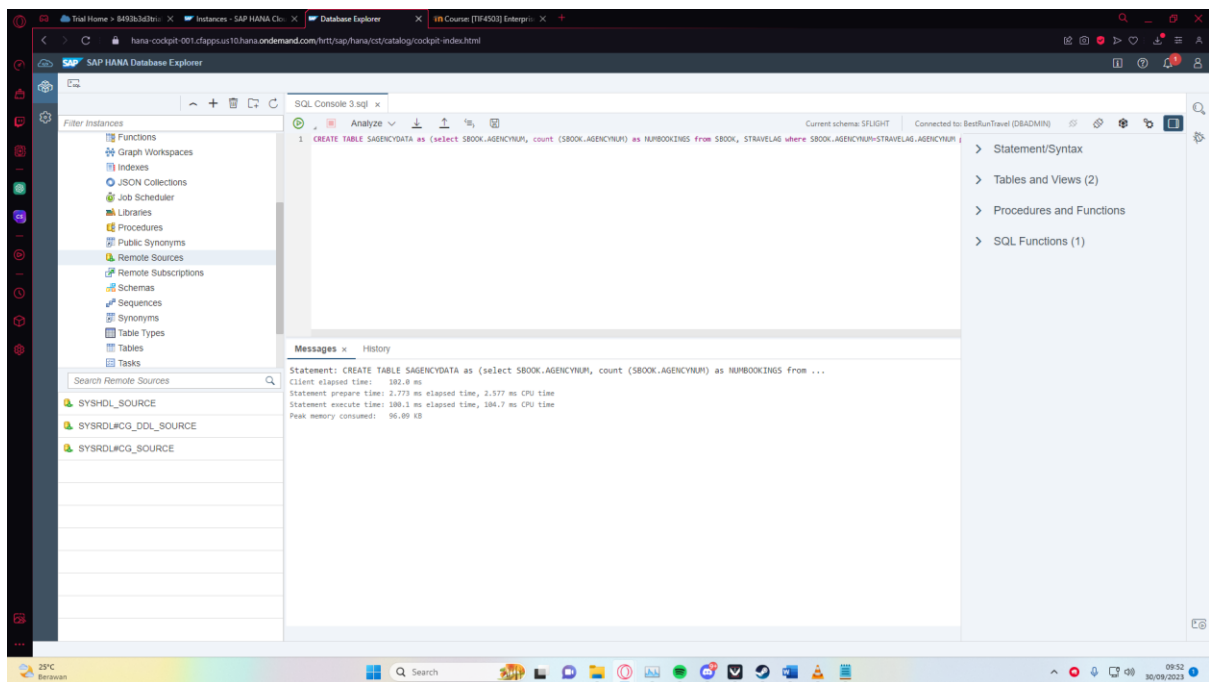 Trial Home > 8493b3d3tria
Instances - SAP HANA Clou
Database Explorer
Course: [TIF4503] Enterpris
hana-cockpit-001.cfapps.us10.hana.ondemand.com/hrtt/sap/hana/cst/catalog/cockpit-index.html
SAP SAP HANA Database Explorer
SQL Console 3.sql
Filter Instances
Analyze
Current schema: SFLIGHT
Connected to: BestRunTravel (DBADMIN)
1 CREATE TABLE SAGENCYDATA as (select SBOOK.AGENCYNUM, count (SBOOK.AGENCYNUM) as NUMBOOKINGS from SBOOK, STRAVELAG where SBOOK.AGENCYNUM=STRAVELAG.AGENCYNUM
Functions
Graph Workspaces
Indexes
JSON Collections
Job Scheduler
Libraries
Procedures
Public Synonyms
Remote Sources
Remote Subscriptions
Schemas
Sequences
Synonyms
Table Types
Tables
Tasks
Statement/Syntax
Tables and Views (2)
Procedures and Functions
SQL Functions (1)
Search Remote Sources
SYSHDL_SOURCE
SYSRDL#CG_DDL_SOURCE
SYSRDL#CG_SOURCE
Messages
History
Statement: CREATE TABLE SAGENCYDATA as (select SBOOK.AGENCYNUM, count (SBOOK.AGENCYNUM) as NUMBOOKINGS from ...
Client elapsed time: 102.0 ms
Statement prepare time: 2.773 ms elapsed time, 2.577 ms CPU time
Statement execute time: 100.1 ms elapsed time, 104.7 ms CPU time
Peak memory consumed: 96.09 KB
25°C
Berawan
Search
09:52
30/09/2023